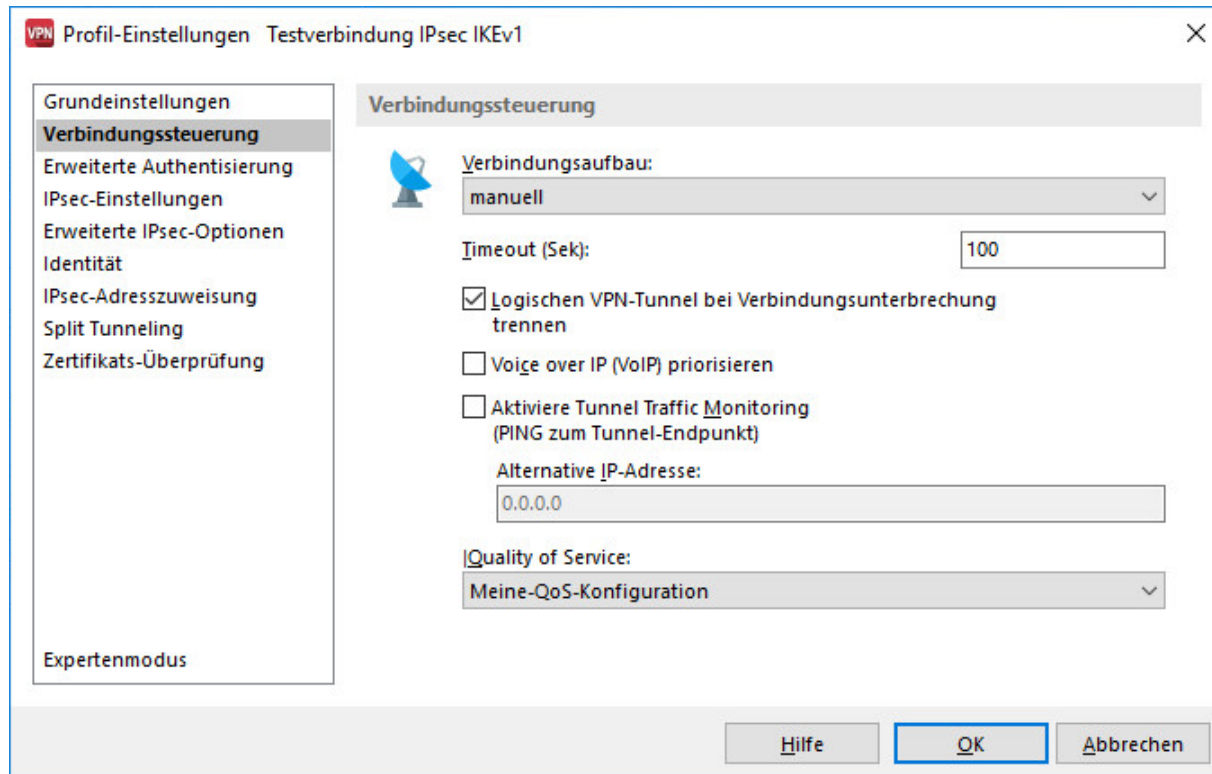 VPN Profil-Einstellungen Testverbindung IPsec IKEv1
Grundeinstellungen
Verbindungssteuerung
Erweiterte Authentisierung
IPsec-Einstellungen
Erweiterte IPsec-Optionen
Identität
IPsec-Adresszuweisung
Split Tunneling
Zertifikats-Überprüfung
Expertenmodus
Verbindungssteuerung
Verbindungsaufbau:
manuell
Timeout (Sek): 100
Logischen VPN-Tunnel bei Verbindungsunterbrechung
trennen
Voice over IP (VoIP) priorisieren
Aktiviere Tunnel Traffic Monitoring
(PING zum Tunnel-Endpunkt)
Alternative IP-Adresse:
0.0.0.0
|Quality of Service:
Meine-QoS-Konfiguration
Hilfe OK Abbrechen